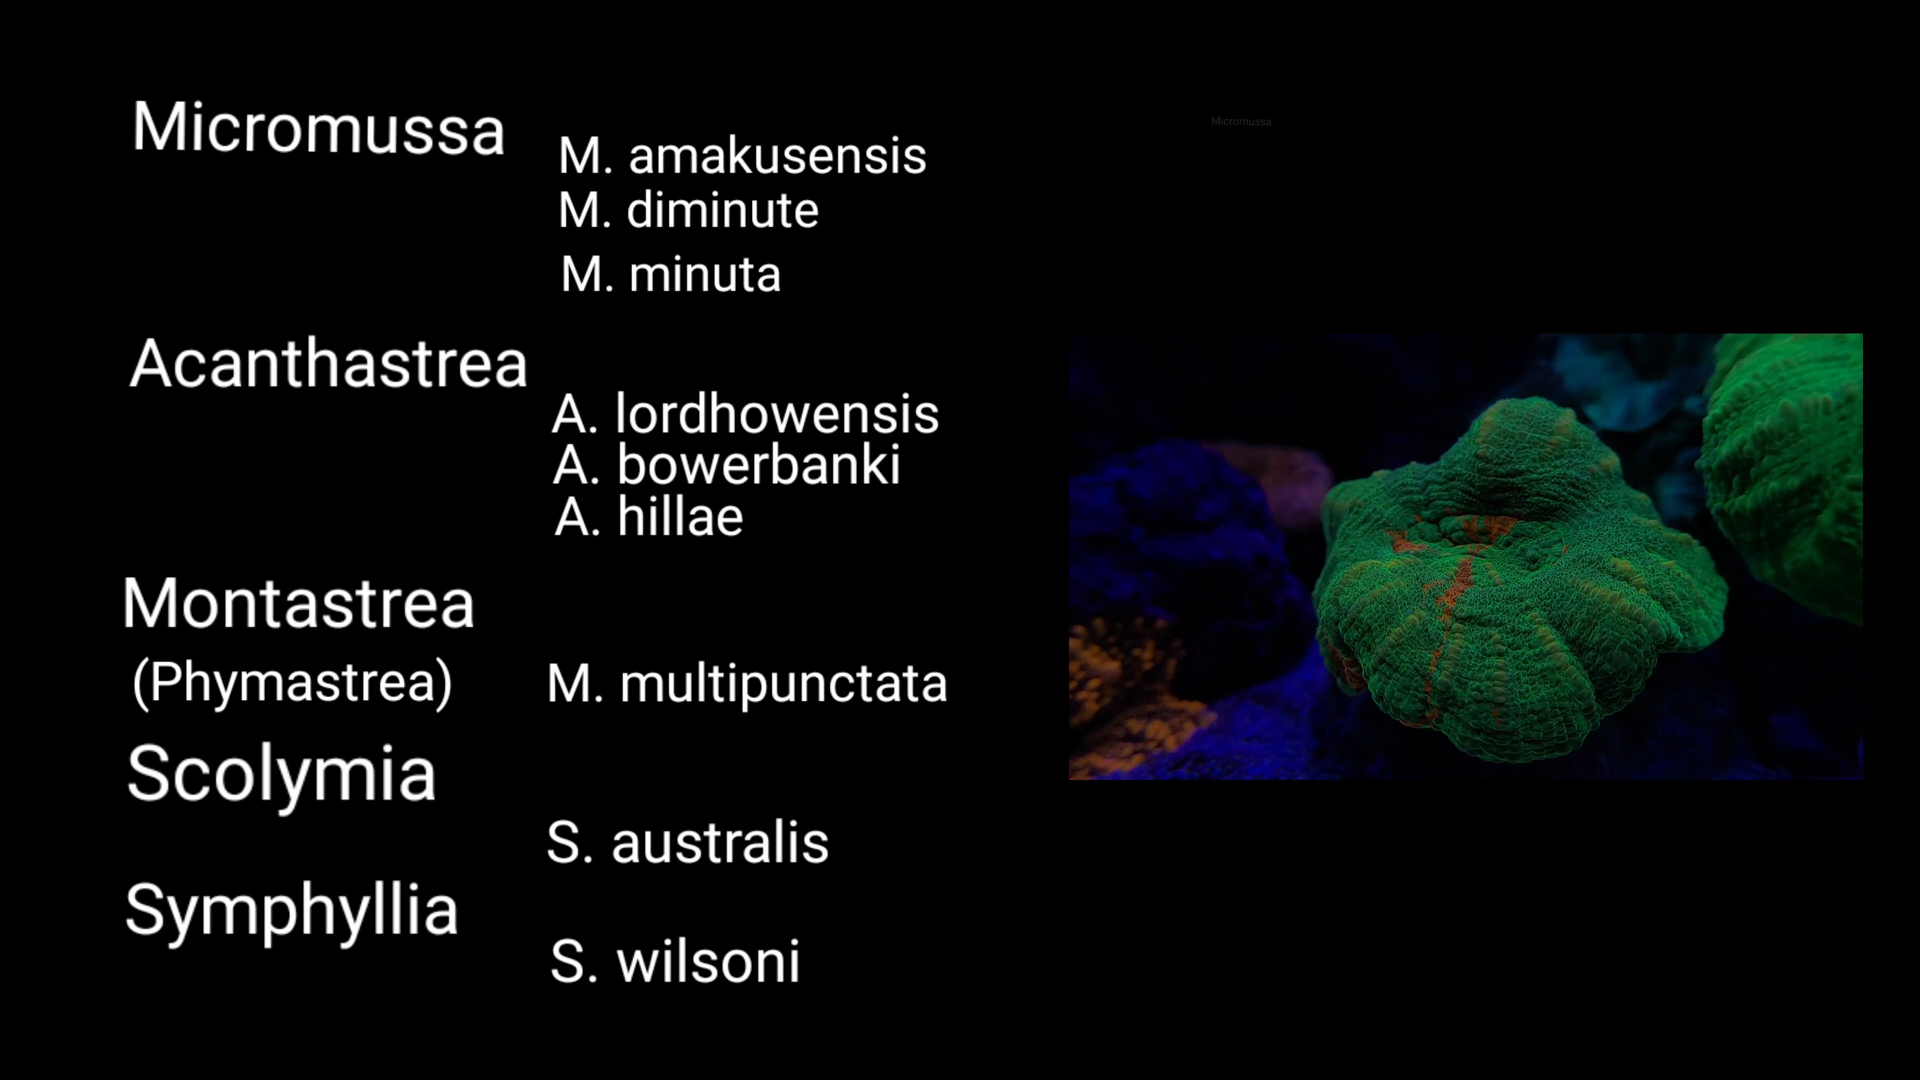 Micromussa
M. amakusensis
M. diminute
M. minuta
Acanthastrea
A. lordhowensis
A. bowerbanki
A. hillae
Montastrea
(Phymastrea)
M. multipunctata
Scolymia
S. australis
Symphyllia
S. wilsoni
Micromussa